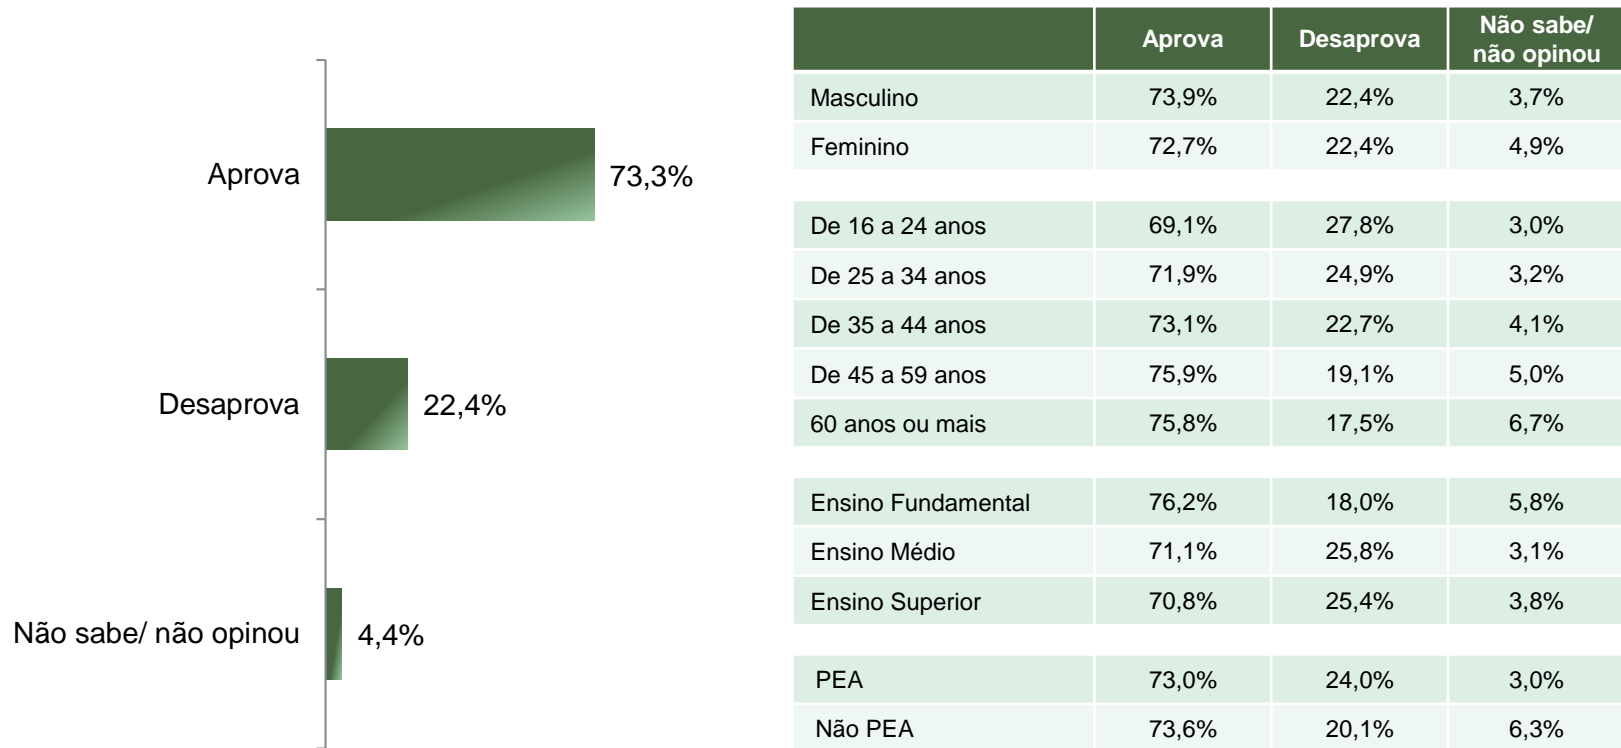 Aprova 73,3%
Desaprova 22,4%
Não sabe/ não opinou 4,4%
Aprova Desaprova Não sabe/
não opinou
Masculino 73,9% 22,4% 3,7%
Feminino 72,7% 22,4% 4,9%
De 16 a 24 anos 69,1% 27,8% 3,0%
De 25 a 34 anos 71,9% 24,9% 3,2%
De 35 a 44 anos 73,1% 22,7% 4,1%
De 45 a 59 anos 75,9% 19,1% 5,0%
60 anos ou mais 75,8% 17,5% 6,7%
Ensino Fundamental 76,2% 18,0% 5,8%
Ensino Médio 71,1% 25,8% 3,1%
Ensino Superior 70,8% 25,4% 3,8%
PEA 73,0% 24,0% 3,0%
Não PEA 73,6% 20,1% 6,3%